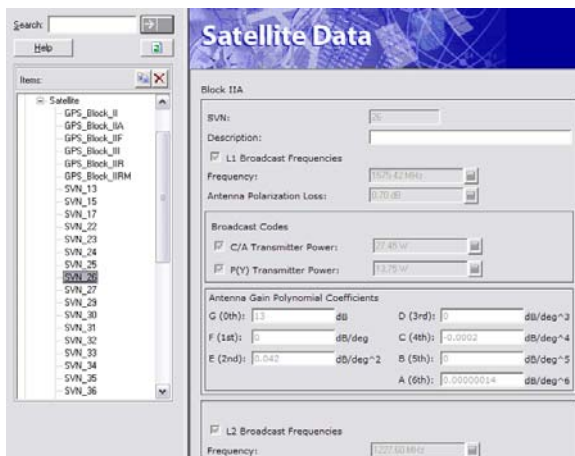 Search:
Help
Items:
Satellite
GPS_Block_II
GPS_Block_IIA
GPS_Block_IIF
GPS_Block_III
GPS_Block_IIR
GPS_Block_IIRM
SVN_13
SVN_15
SVN_17
SVN_22
SVN_23
SVN_24
SVN_25
SVN_26
SVN_27
SVN_29
SVN_30
SVN_31
SVN_32
SVN_33
SVN_34
SVN_35
SVN_36
Satellite Data
Block IIA
SVN: 26
Description:
L1 Broadcast Frequencies
Frequency: 1575.42 MHz
Antenna Polarization Loss: 0.70 dB
Broadcast Codes
C/A Transmitter Power: 27.45 W
P(Y) Transmitter Power: 13.75 W
Antenna Gain Polynomial Coefficients
G (0th): 13 dB D (3rd): 0 dB/deg^3
F (1st): 0 dB/deg C (4th): -0.0002 dB/deg^4
E (2nd): 0.042 dB/deg^2 B (5th): 0 dB/deg^5
A (6th): 0.00000014 dB/deg^6
L2 Broadcast Frequencies
Frequency: 1227.60 MHz